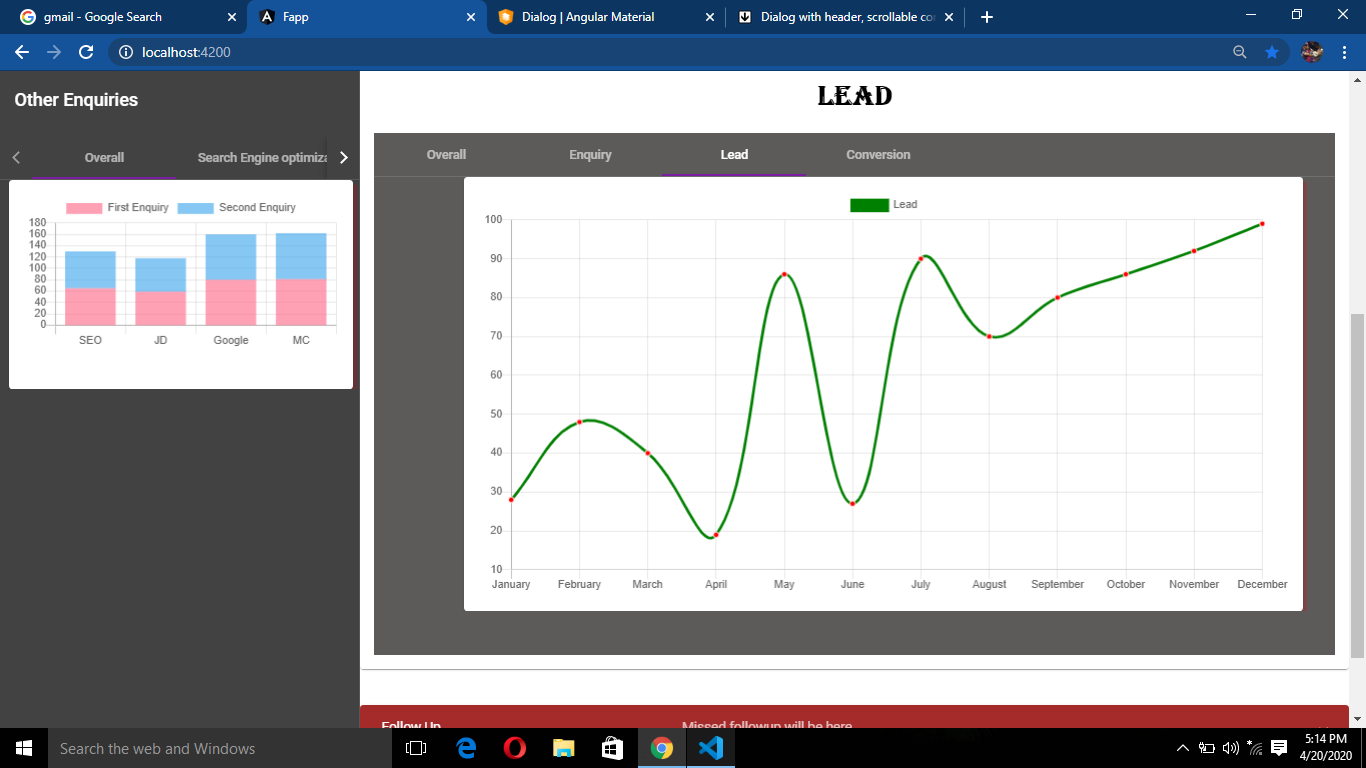 gmail - Google Search
Fapp
Dialog | Angular Material
Dialog with header, scrollable co
localhost:4200
Other Enquiries
Overall
Search Engine optimiza
First Enquiry
Second Enquiry
180
160
140
120
100
80
60
40
20
0
SEO
JD
Google
MC
LEAD
Overall
Enquiry
Lead
Conversion
Lead
100
90
80
70
60
50
40
30
20
10
January
February
March
April
May
June
July
August
September
October
November
December
Follow Up
Missed followup will be here
Search the web and Windows
5:14 PM
4/20/2020